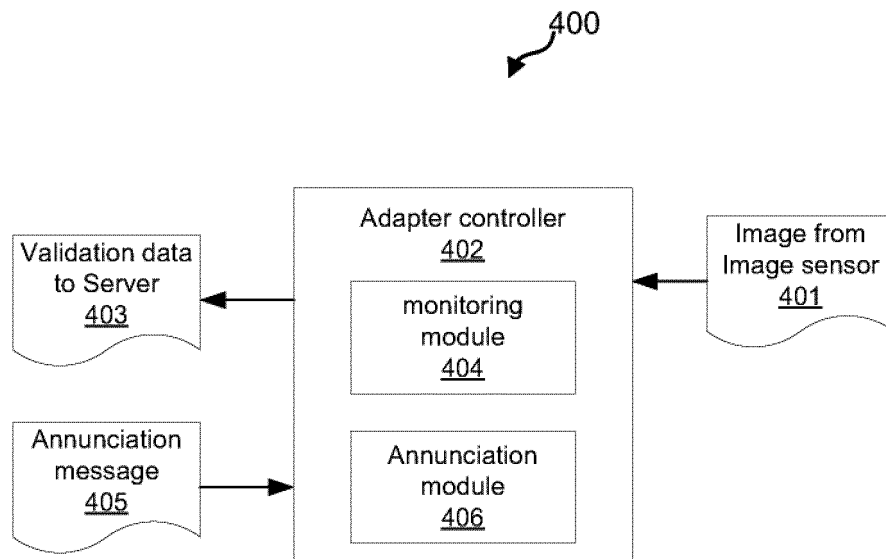 400
Validation data
to Server
403
Adapter controller
402
Image from
Image sensor
401
monitoring
module
404
Annunciation
message
405
Annunciation
module
406